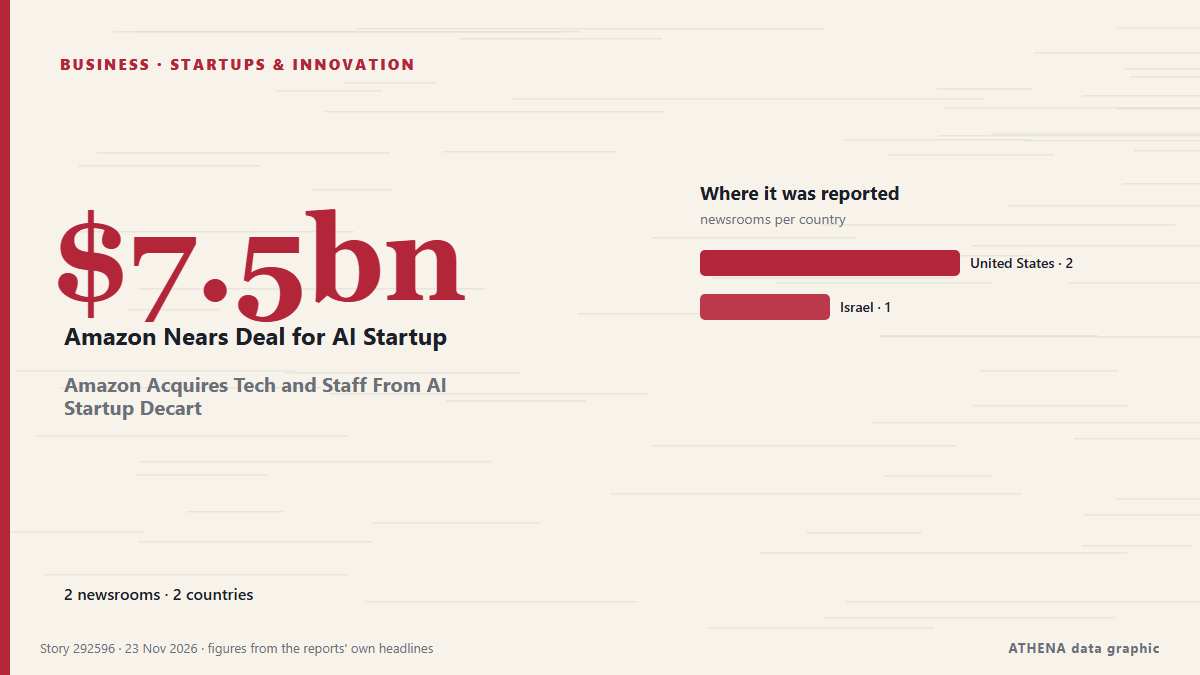 BUSINESS · STARTUPS & INNOVATION
$7.5bn
Amazon Nears Deal for AI Startup
Amazon Acquires Tech and Staff From AI
Startup Decart
Where it was reported
newsrooms per country
United States · 2
Israel · 1
2 newsrooms · 2 countries
Story 292596 · 23 Nov 2026 · figures from the reports' own headlines
ATHENA data graphic